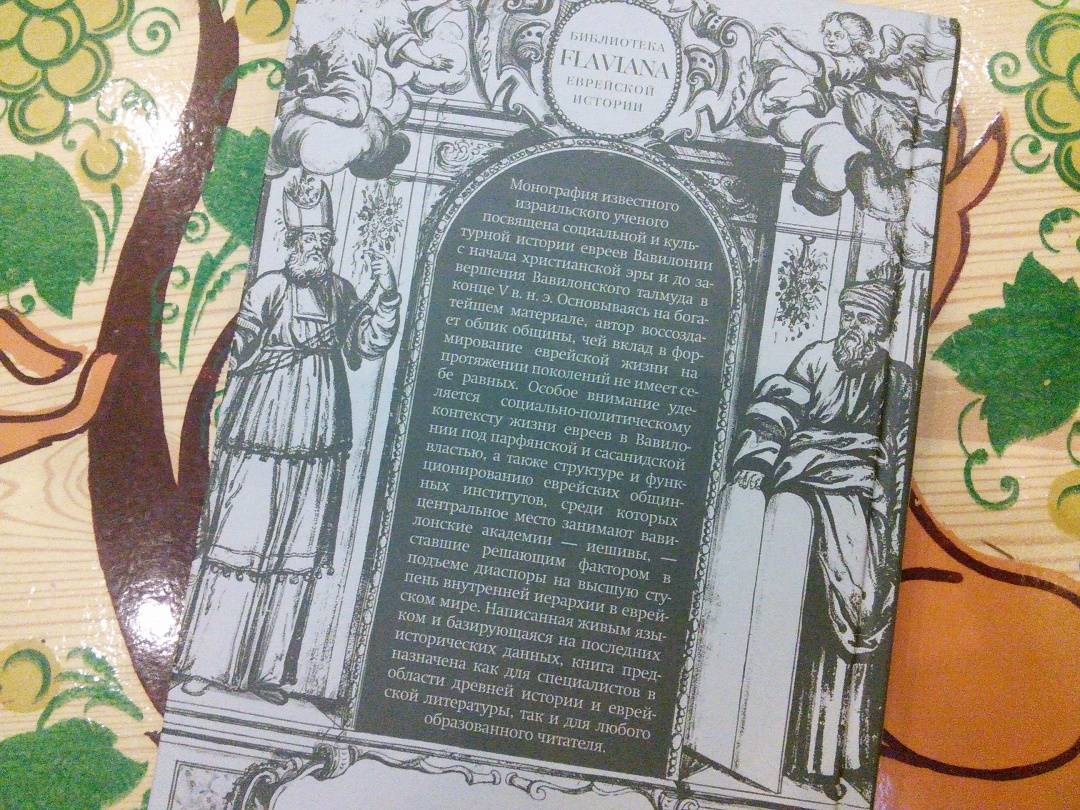 БИБЛИОТЕКА
FLAVIANA
ЕВРЕЙСКОЙ
ИСТОРИИ
Монография известного
израильского ученого
посвящена социальной и куль-
турной истории евреев Вавилонии
с начала христианской эры и до за-
вершения Вавилонского талмуда в
конце V в. н. э. Основываясь на бога-
тейшем материале, автор воссозда-
ет облик общины, чей вклад в фор-
мирование еврейской жизни на
протяжении поколений не имеет се-
бе равных. Особое внимание уде-
ляется социально-политическому
контексту жизни евреев в Вавило-
нии под парфянской и сасанидской
властью, а также структуре и функ-
ционированию еврейских общин-
ных институтов, среди которых
центральное место занимают вави-
лонские академии — иешивы, —
ставшие решающим фактором в
подъеме диаспоры на высшую сту-
пень внутренней иерархии в еврей-
ском мире. Написанная живым язы-
ком и базирующаяся на последних
исторических данных, книга пред-
назначена как для специалистов в
области древней истории и еврей-
ской литературы, так и для любого
образованного читателя.